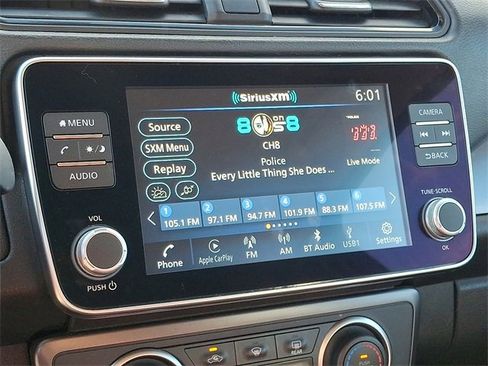 SiriusXM
6:01
MENU
Source
8 on 8
CAMERA
SXM Menu
CH8
Replay
Police
Live Mode
BACK
AUDIO
Every Little Thing She Does ...
1 2 3 4 5 6
105.1 FM 97.1 FM 94.7 FM 101.9 FM 88.3 FM 107.5 FM
VOL
TUNE·SCROLL
Phone Apple CarPlay FM AM BT Audio USB1 Settings
PUSH
OK
REAR